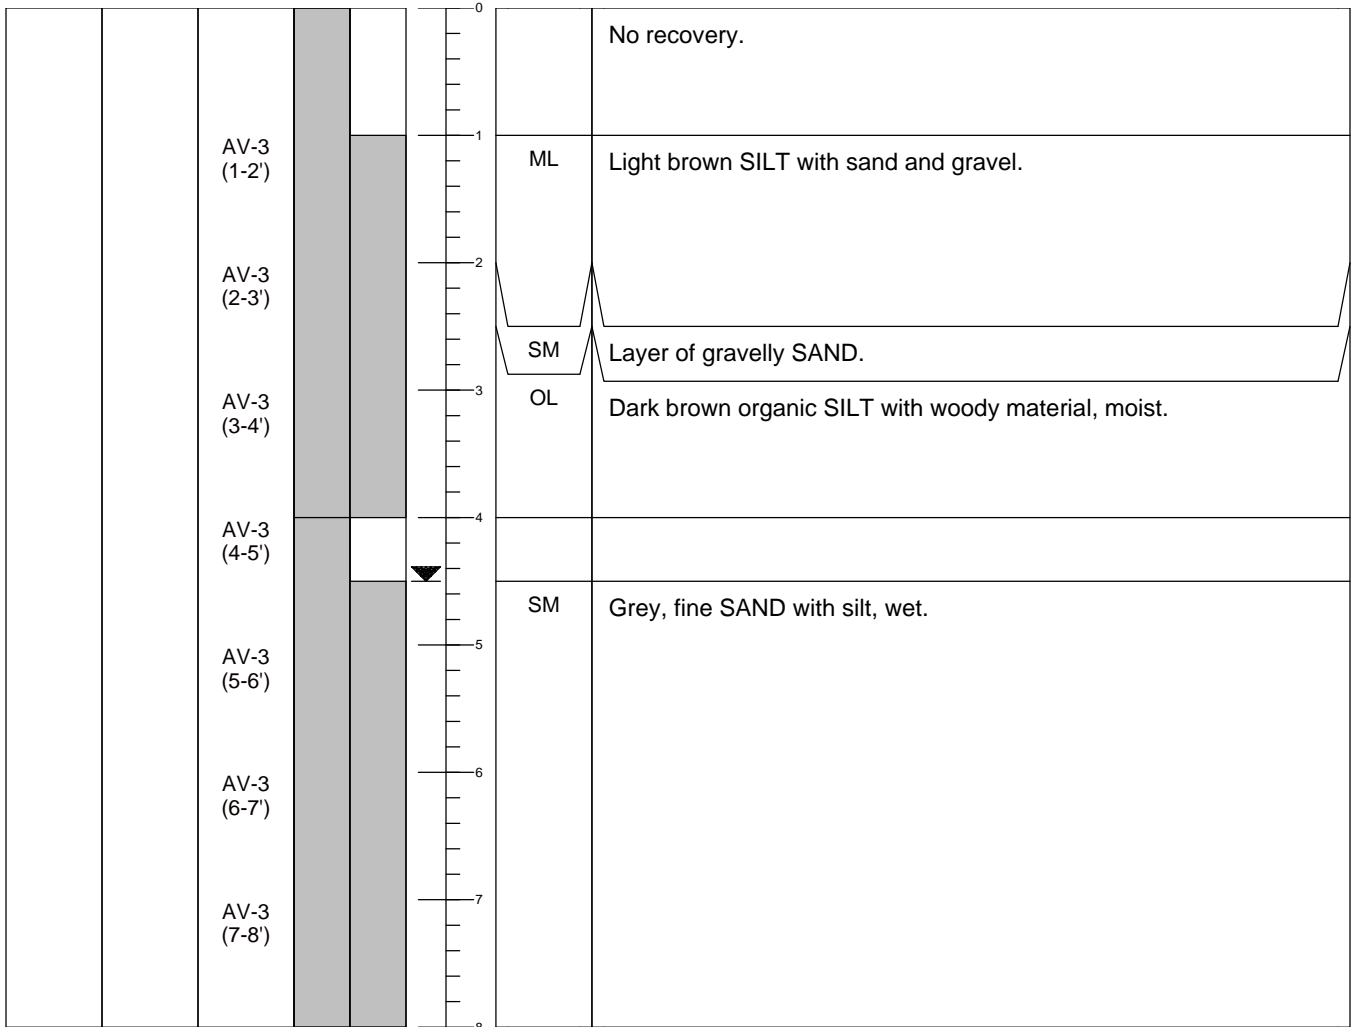 0
No recovery.
1
AV-3
(1-2')
ML
Light brown SILT with sand and gravel.
2
AV-3
(2-3')
SM
Layer of gravelly SAND.
3
AV-3
(3-4')
OL
Dark brown organic SILT with woody material, moist.
4
AV-3
(4-5')
SM
Grey, fine SAND with silt, wet.
5
AV-3
(5-6')
6
AV-3
(6-7')
7
AV-3
(7-8')
8